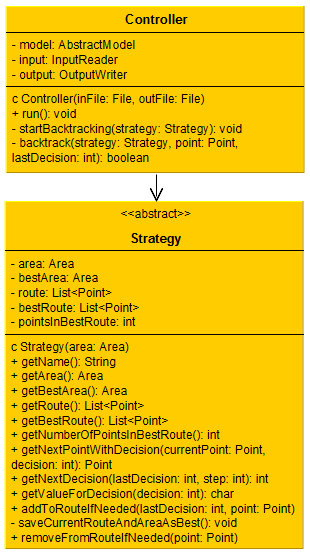 Controller
- model: AbstractModel
- input: InputReader
- output: OutputWriter
c Controller(inFile: File, outFile: File)
+ run(): void
- startBacktracking(strategy: Strategy): void
- backtrack(strategy: Strategy, point: Point,
lastDecision: int): boolean
<<abstract>>
Strategy
- area: Area
- bestArea: Area
- route: List<Point>
- bestRoute: List<Point>
- pointsInBestRoute: int
c Strategy(area: Area)
+ getName(): String
+ getArea(): Area
+ getBestArea(): Area
+ getRoute(): List<Point>
+ getBestRoute(): List<Point>
+ getNumberOfPointsInBestRoute(): int
+ getNextPointWithDecision(currentPoint: Point,
decision: int): Point
+ getNextDecision(lastDecision: int, step: int): int
+ getValueForDecision(decision: int): char
+ addToRouteIfNeeded(lastDecision: int, point: Point)
- saveCurrentRouteAndAreaAsBest(): void
+ removeFromRouteIfNeeded(point: Point)